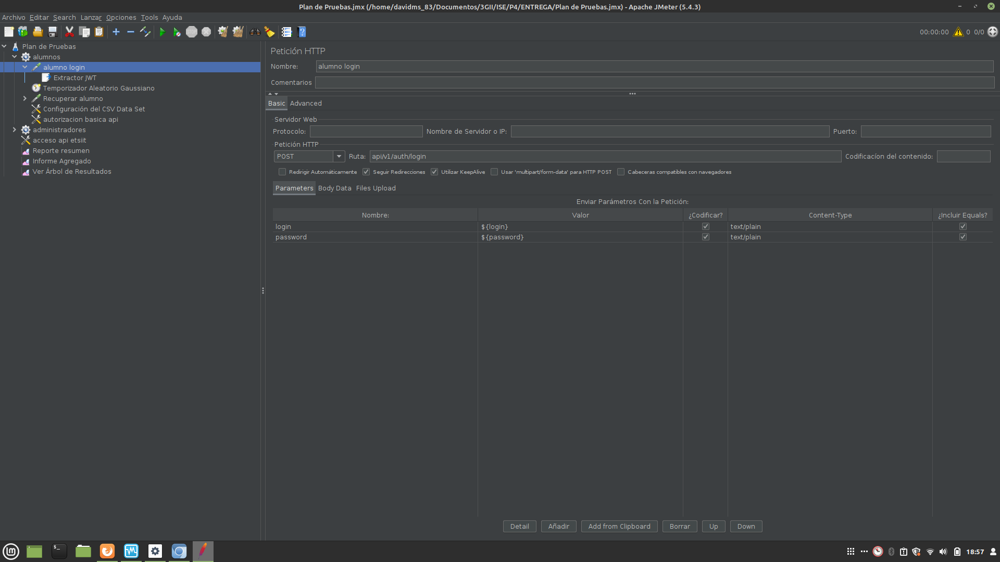 Plan de Pruebas.jmx (/home/davidms_83/Documentos/3GII/ISE/P4/ENTREGA/Plan de Pruebas.jmx) - Apache JMeter (5.4.3)
Archivo Editar Search Lanzar Opciones Tools Ayuda
00:00:00 0 0/0
Plan de Pruebas
alumnos
alumno login
Extractor JWT
Temporizador Aleatorio Gaussiano
Recuperar alumno
Configuración del CSV Data Set
autorizacion basica api
administradores
acceso api etsiit
Reporte resumen
Informe Agregado
Ver Árbol de Resultados
Petición HTTP
Nombre: alumno login
Comentarios
Basic Advanced
Servidor Web
Protocolo: Nombre de Servidor o IP: Puerto:
Petición HTTP
POST Ruta: api/v1/auth/login Codificacíon del contenido:
Redirigir Automáticamente Seguir Redirecciones Utilizar KeepAlive Usar 'multipart/form-data' para HTTP POST Cabeceras compatibles con navegadores
Parameters Body Data Files Upload
Enviar Parámetros Con la Petición:
Nombre: Valor ¿Codificar? Content-Type ¿Incluir Equals?
login ${login} text/plain
password ${password} text/plain
Detail Añadir Add from Clipboard Borrar Up Down
18:57